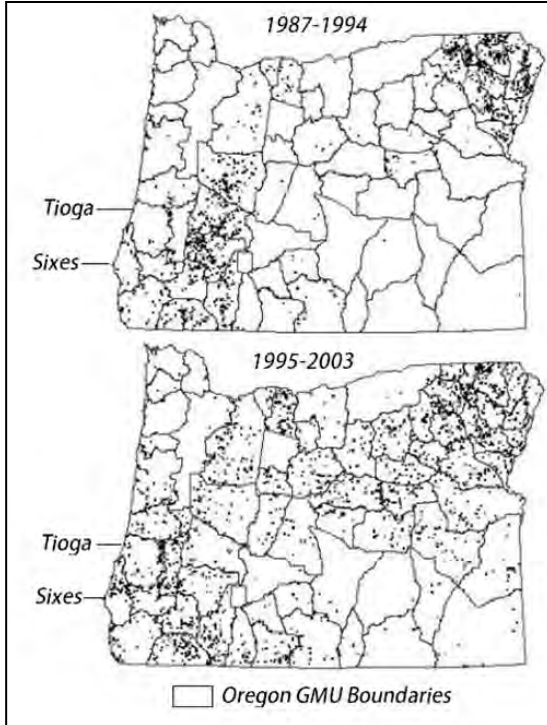 1987-1994
Tioga
Sixes
1995-2003
Tioga
Sixes
Oregon GMU Boundaries